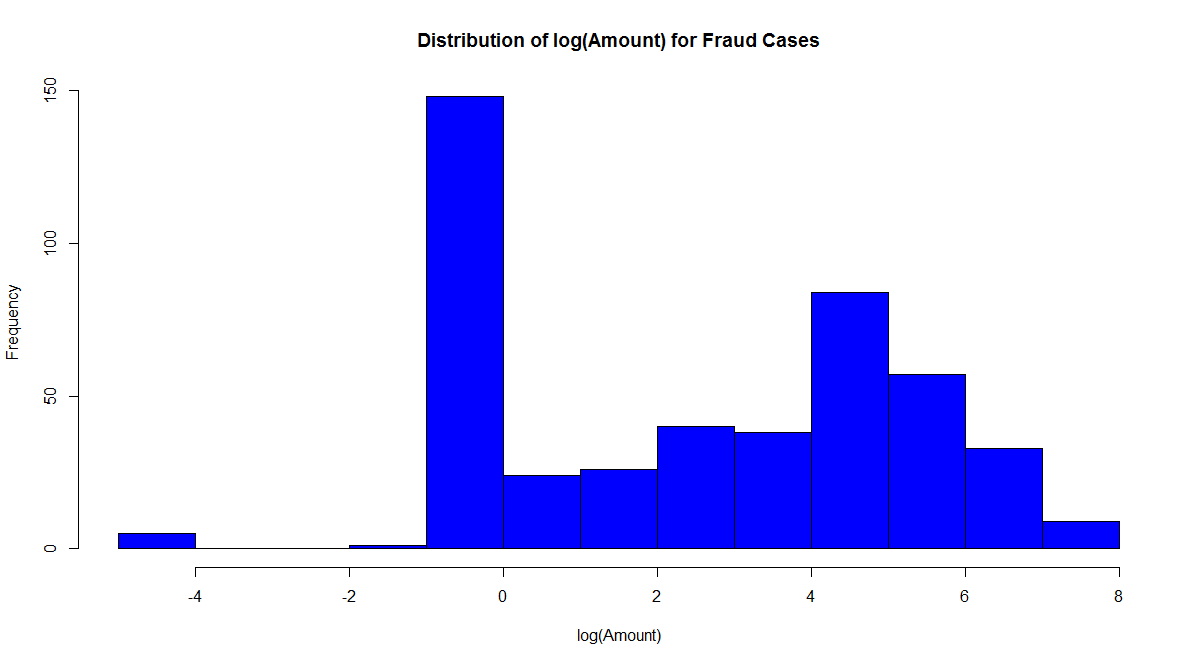 Distribution of log(Amount) for Fraud Cases
150
100
50
0
Frequency
-4 -2 0 2 4 6 8
log(Amount)